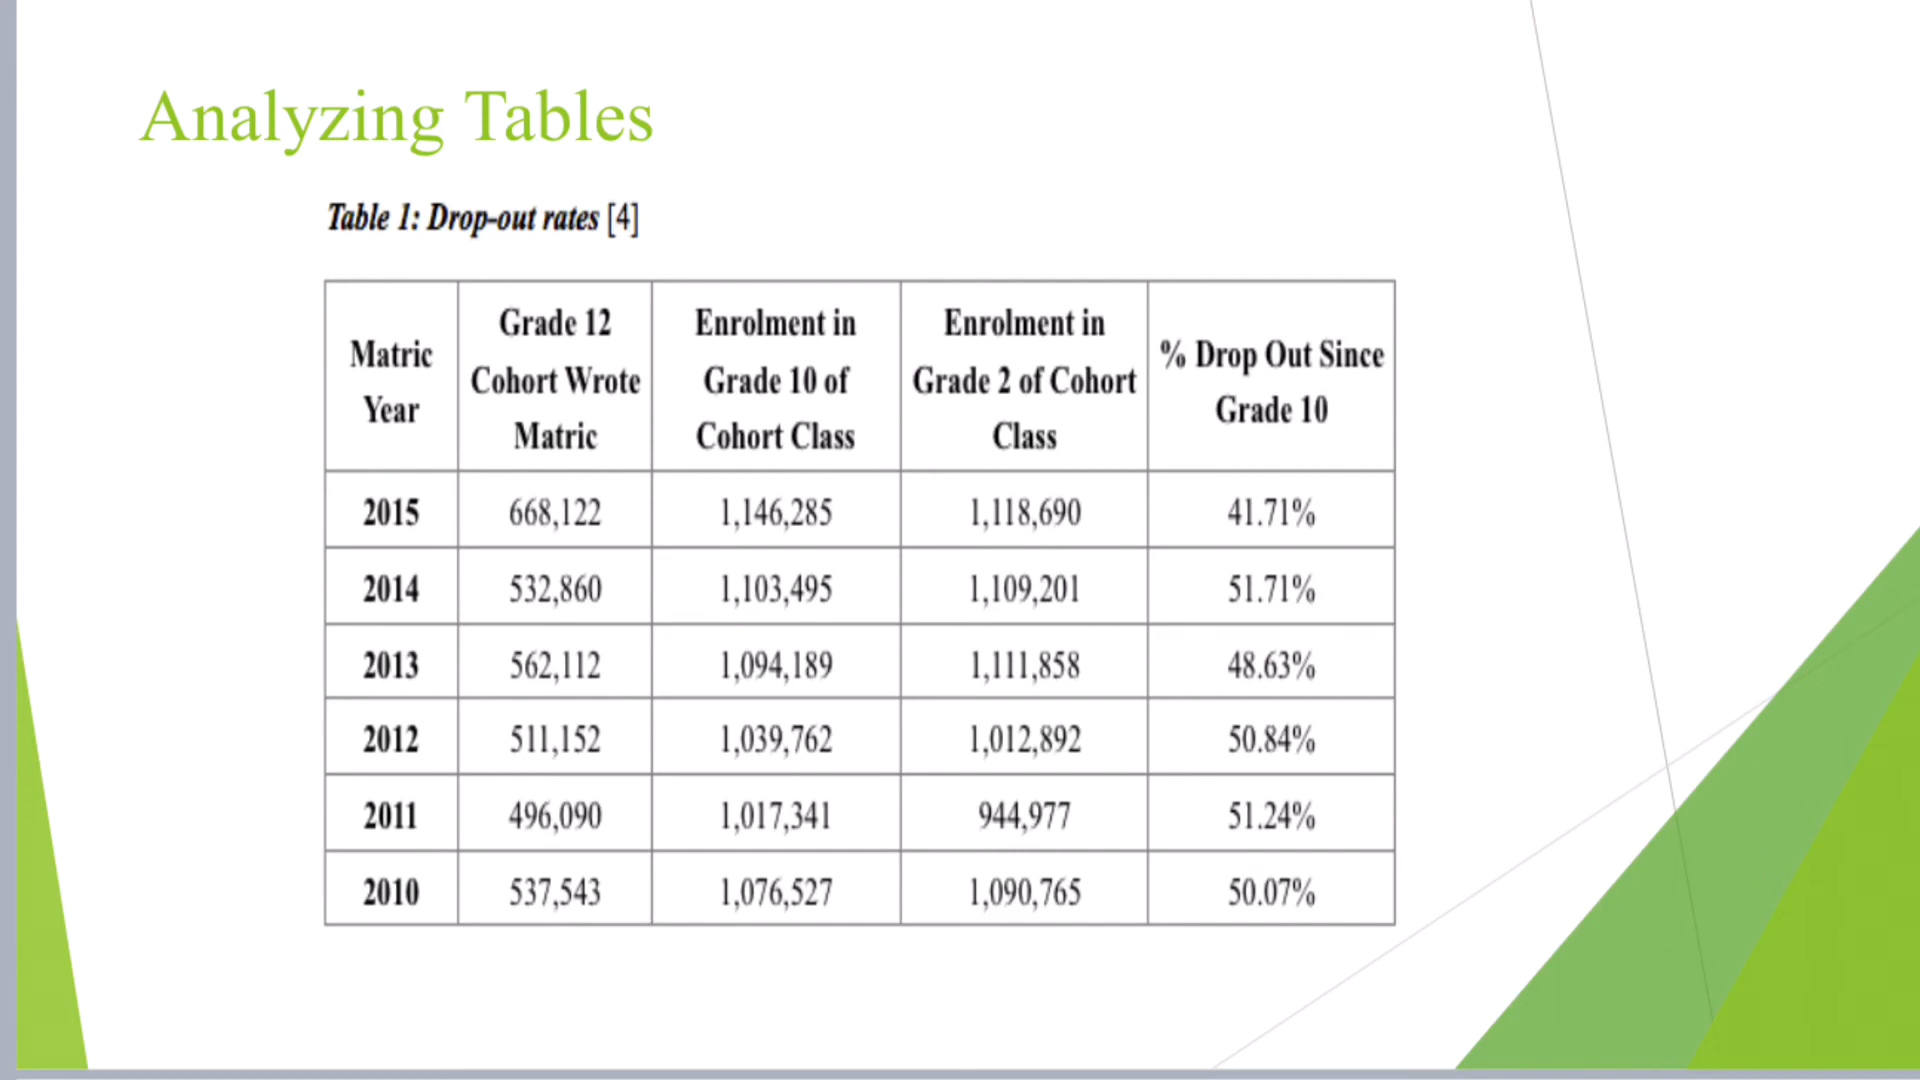 Analyzing Tables
Table 1: Drop-out rates [4]
Matric Year
Grade 12 Cohort Wrote Matric
Enrolment in Grade 10 of Cohort Class
Enrolment in Grade 2 of Cohort Class
% Drop Out Since Grade 10
2015 668,122 1,146,285 1,118,690 41.71%
2014 532,860 1,103,495 1,109,201 51.71%
2013 562,112 1,094,189 1,111,858 48.63%
2012 511,152 1,039,762 1,012,892 50.84%
2011 496,090 1,017,341 944,977 51.24%
2010 537,543 1,076,527 1,090,765 50.07%